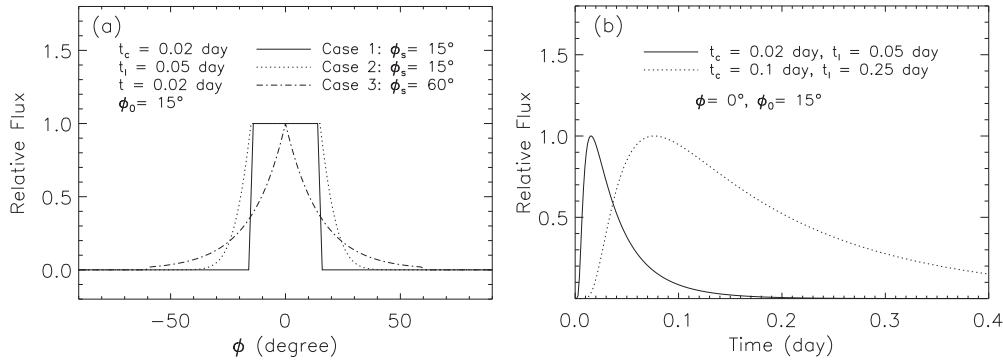 (a)
t_c = 0.02 day
t_l = 0.05 day
t = 0.02 day
ϕ_0= 15°
Case 1: ϕ_s= 15°
Case 2: ϕ_s= 15°
Case 3: ϕ_s= 60°
Relative Flux
1.5
1.0
0.5
0.0
−50
0
50
ϕ (degree)
(b)
t_c = 0.02 day, t_l = 0.05 day
t_c = 0.1 day, t_l = 0.25 day
ϕ= 0°, ϕ_0= 15°
Relative Flux
1.5
1.0
0.5
0.0
0.1
0.2
0.3
0.4
Time (day)